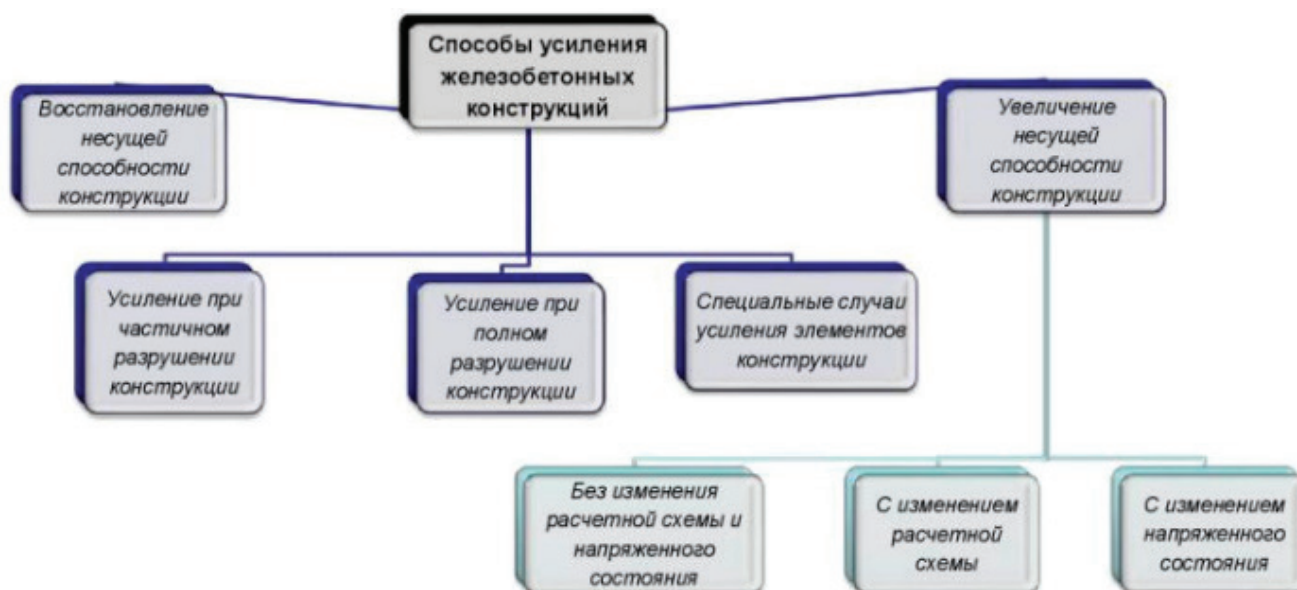 Способы усиления
железобетонных
конструкций
Восстановление
несущей
способности
конструкции
Увеличение
несущей
способности
конструкции
Усиление при
частичном
разрушении
конструкции
Усиление при
полном
разрушении
конструкции
Специальные случаи
усиления элементов
конструкции
Без изменения
расчетной схемы и
напряженного
состояния
С изменением
расчетной
схемы
С изменением
напряженного
состояния